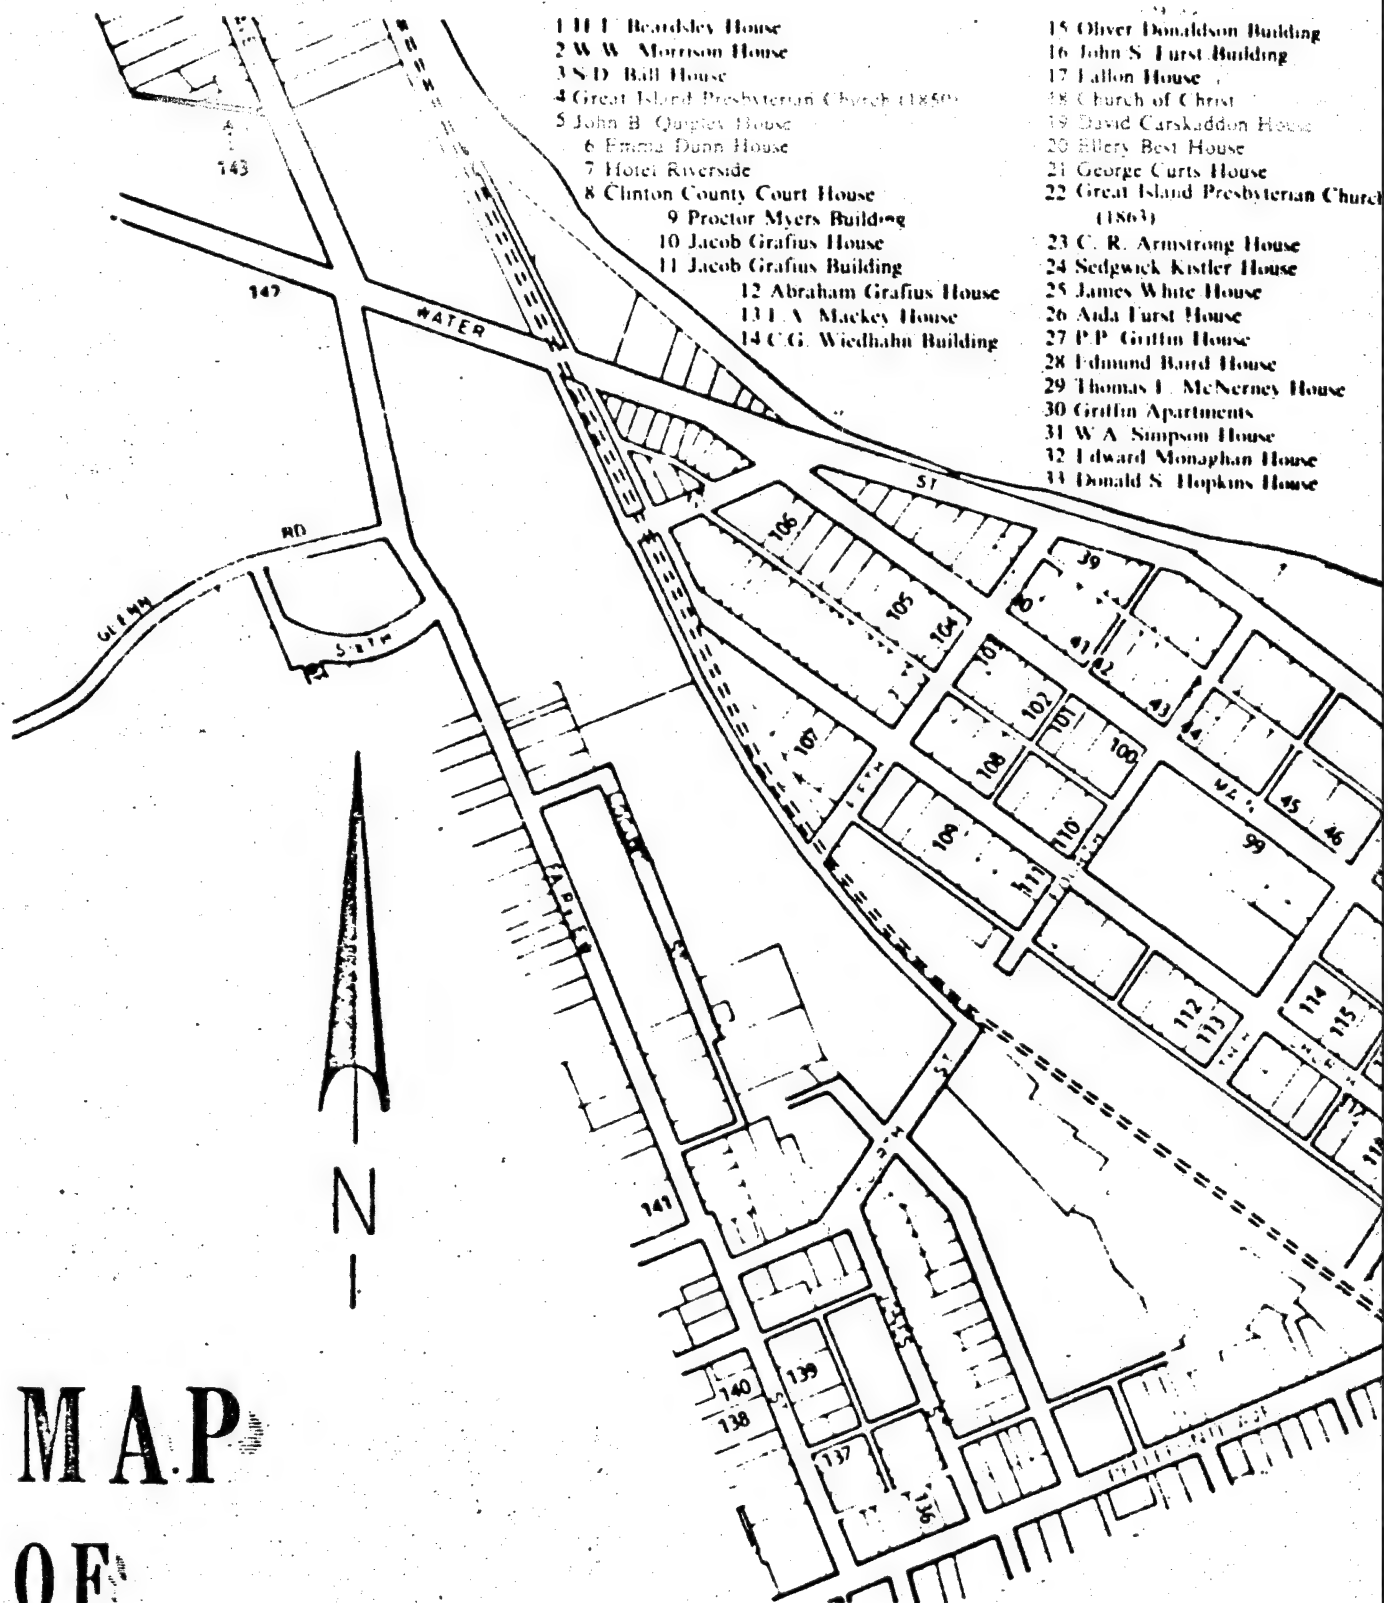 1 H.T. Beardsley House
2 W.W. Morrison House
3 S.D. Ball House
4 Great Island Presbyterian Church (1850)
5 John B. Quigley House
6 Emma Dunn House
7 Hotel Riverside
8 Clinton County Court House
9 Proctor Myers Building
10 Jacob Grafius House
11 Jacob Grafius Building
12 Abraham Grafius House
13 L.A. Mackey House
14 C.G. Wiedhahn Building
15 Oliver Donaldson Building
16 John S. Furst Building
17 Fallon House
18 Church of Christ
19 David Carskaddon House
20 Ellery Best House
21 George Curts House
22 Great Island Presbyterian Church
(1863)
23 C. R. Armstrong House
24 Sedgwick Kistler House
25 James White House
26 Aida Furst House
27 P.P. Griffin House
28 Edmund Baird House
29 Thomas F. McNerney House
30 Griffin Apartments
31 W.A. Simpson House
32 Edward Monaghan House
33 Donald S. Hopkins House
143
147
WATER
ST
RD
GLENN
106
105
104
39
40
41
42
43
44
103
102
101
100
107
108
109
110
111
45
46
99
112
113
114
115
ST
N
141
139
140
138
137
136
BELLEFONTE AVE
MAP
OF